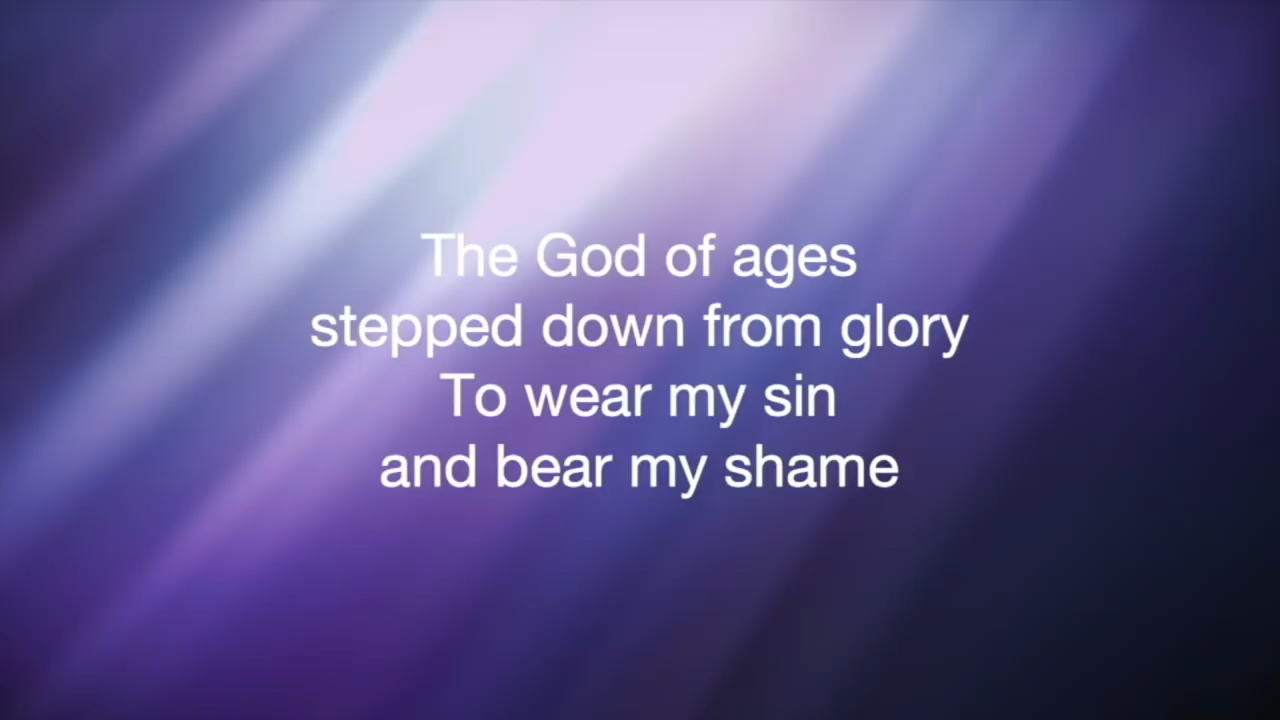 The God of ages
stepped down from glory
To wear my sin
and bear my shame